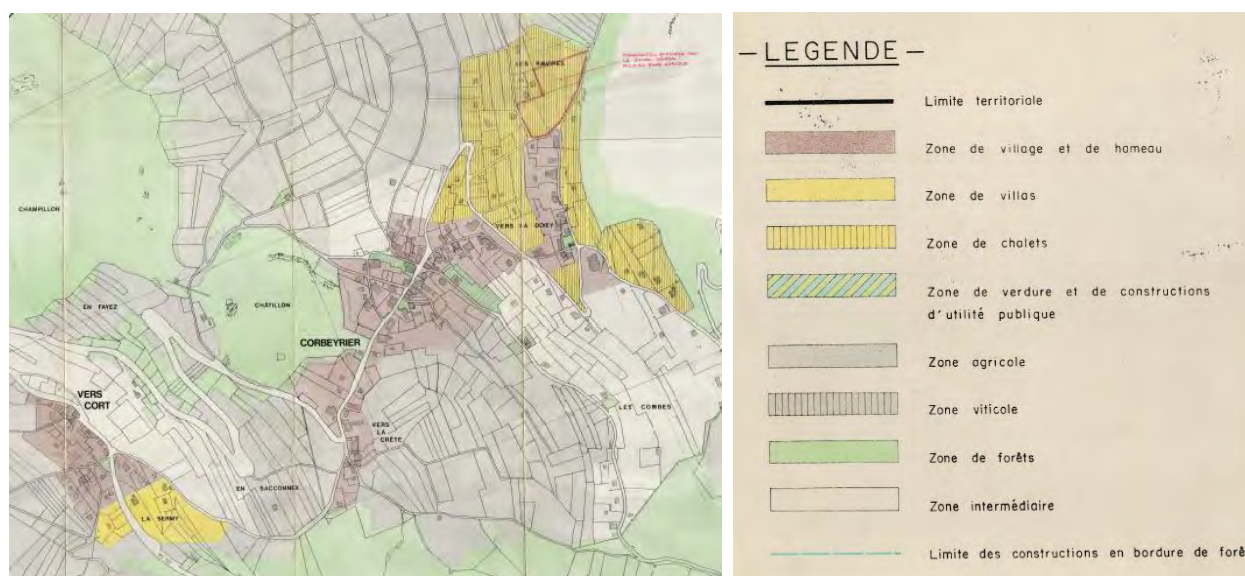 LES RAVRES
CHAMPILLON
VERS LA DOEY
EN FAYEZ
CHÂTILLON
CORBEYRIER
VERS
CORT
LES COMBES
VERS
LA
CRÊTE
EN SACCONNEX
LA SERMY
— LEGENDE —
Limite territoriale
Zone de village et de hameau
Zone de villas
Zone de chalets
Zone de verdure et de constructions
d'utilité publique
Zone agricole
Zone viticole
Zone de forêts
Zone intermédiaire
Limite des constructions en bordure de forê